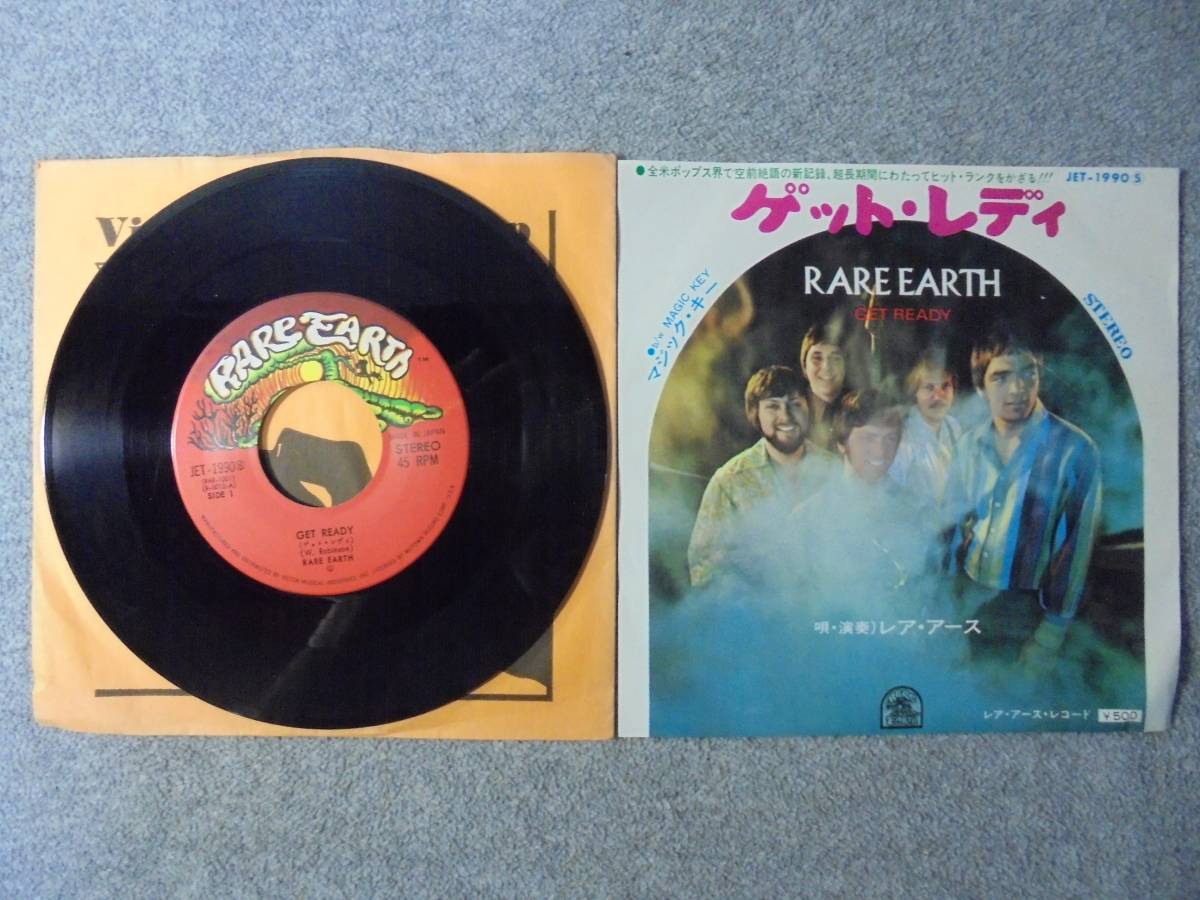 RARE EARTH
TM
MADE IN JAPAN
STEREO
45 RPM
JET-1990 S
SIDE 1
GET READY
(ゲット・レディ)
(W. Robinson)
RARE EARTH
●全米ポップス界で空前絶語の新記録、超長期間にわたってヒット・ランクをかざる!!!
JET-1990 S
ゲット・レディ
RARE EARTH
GET READY
●b/w MAGIC KEY
マジック・キー
STEREO
唄・演奏)レア・アース
レア・アース・レコード
¥500